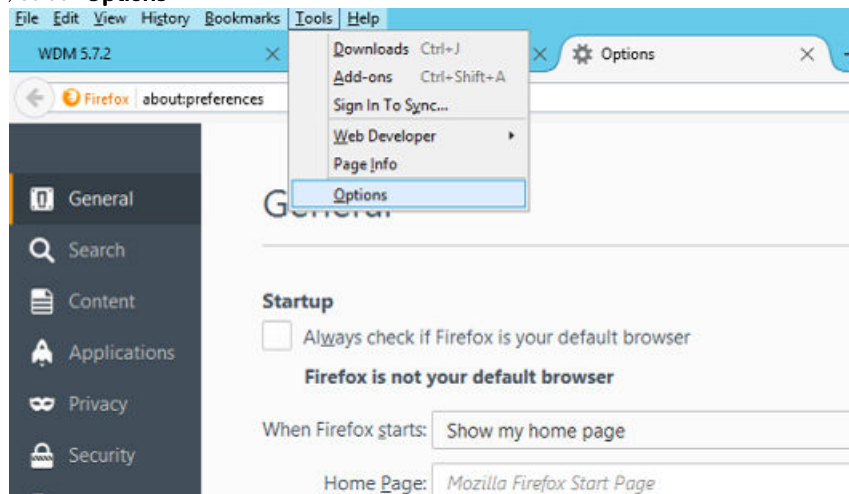 Options
File Edit View History Bookmarks Tools Help
WDM 5.7.2
Options
Firefox about:preferences
Downloads Ctrl+J
Add-ons Ctrl+Shift+A
Sign In To Sync...
Web Developer
Page Info
Options
General
Search
Content
Applications
Privacy
Security
General
Startup
Always check if Firefox is your default browser
Firefox is not your default browser
When Firefox starts: Show my home page
Home Page: Mozilla Firefox Start Page